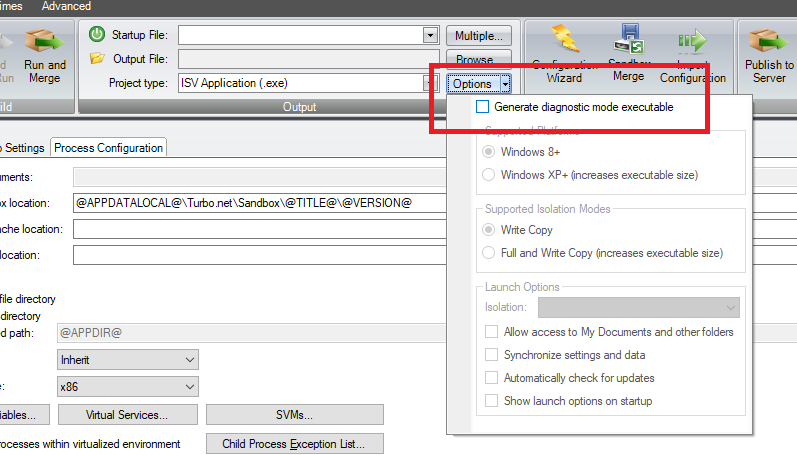 imes Advanced
Startup File: Multiple...
Output File: Browse...
Project type: ISV Application (.exe) Options
Run and Merge
Run
Configuration Wizard
Sandbox Merge
Import Configuration
Publish to Server
ild Output
Generate diagnostic mode executable
Supported Platforms
Windows 8+
Windows XP+ (increases executable size)
Supported Isolation Modes
Write Copy
Full and Write Copy (increases executable size)
Launch Options
Isolation:
Allow access to My Documents and other folders
Synchronize settings and data
Automatically check for updates
Show launch options on startup
p Settings Process Configuration
uments:
ox location: @APPDATALOCAL@\Turbo.net\Sandbox\@TITLE@\@VERSION@
ache location:
location:
file directory
directory
d path: @APPDIR@
Inherit
e: x86
iables... Virtual Services... SVMs...
rocesses within virtualized environment Child Process Exception List...